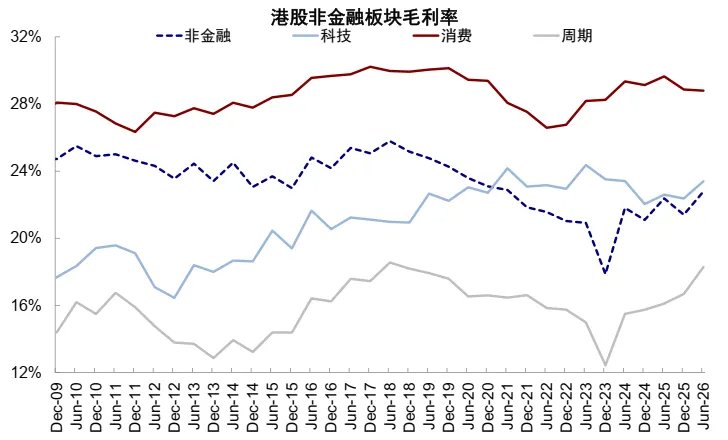 港股非金融板块毛利率
非金融 科技 消费 周期
32%
28%
24%
20%
16%
12%
Dec-09 Jun-10 Dec-10 Jun-11 Dec-11 Jun-12 Dec-12 Jun-13 Dec-13 Jun-14 Dec-14 Jun-15 Dec-15 Jun-16 Dec-16 Jun-17 Dec-17 Jun-18 Dec-18 Jun-19 Dec-19 Jun-20 Dec-20 Jun-21 Dec-21 Jun-22 Dec-22 Jun-23 Dec-23 Jun-24 Dec-24 Jun-25 Dec-25 Jun-26